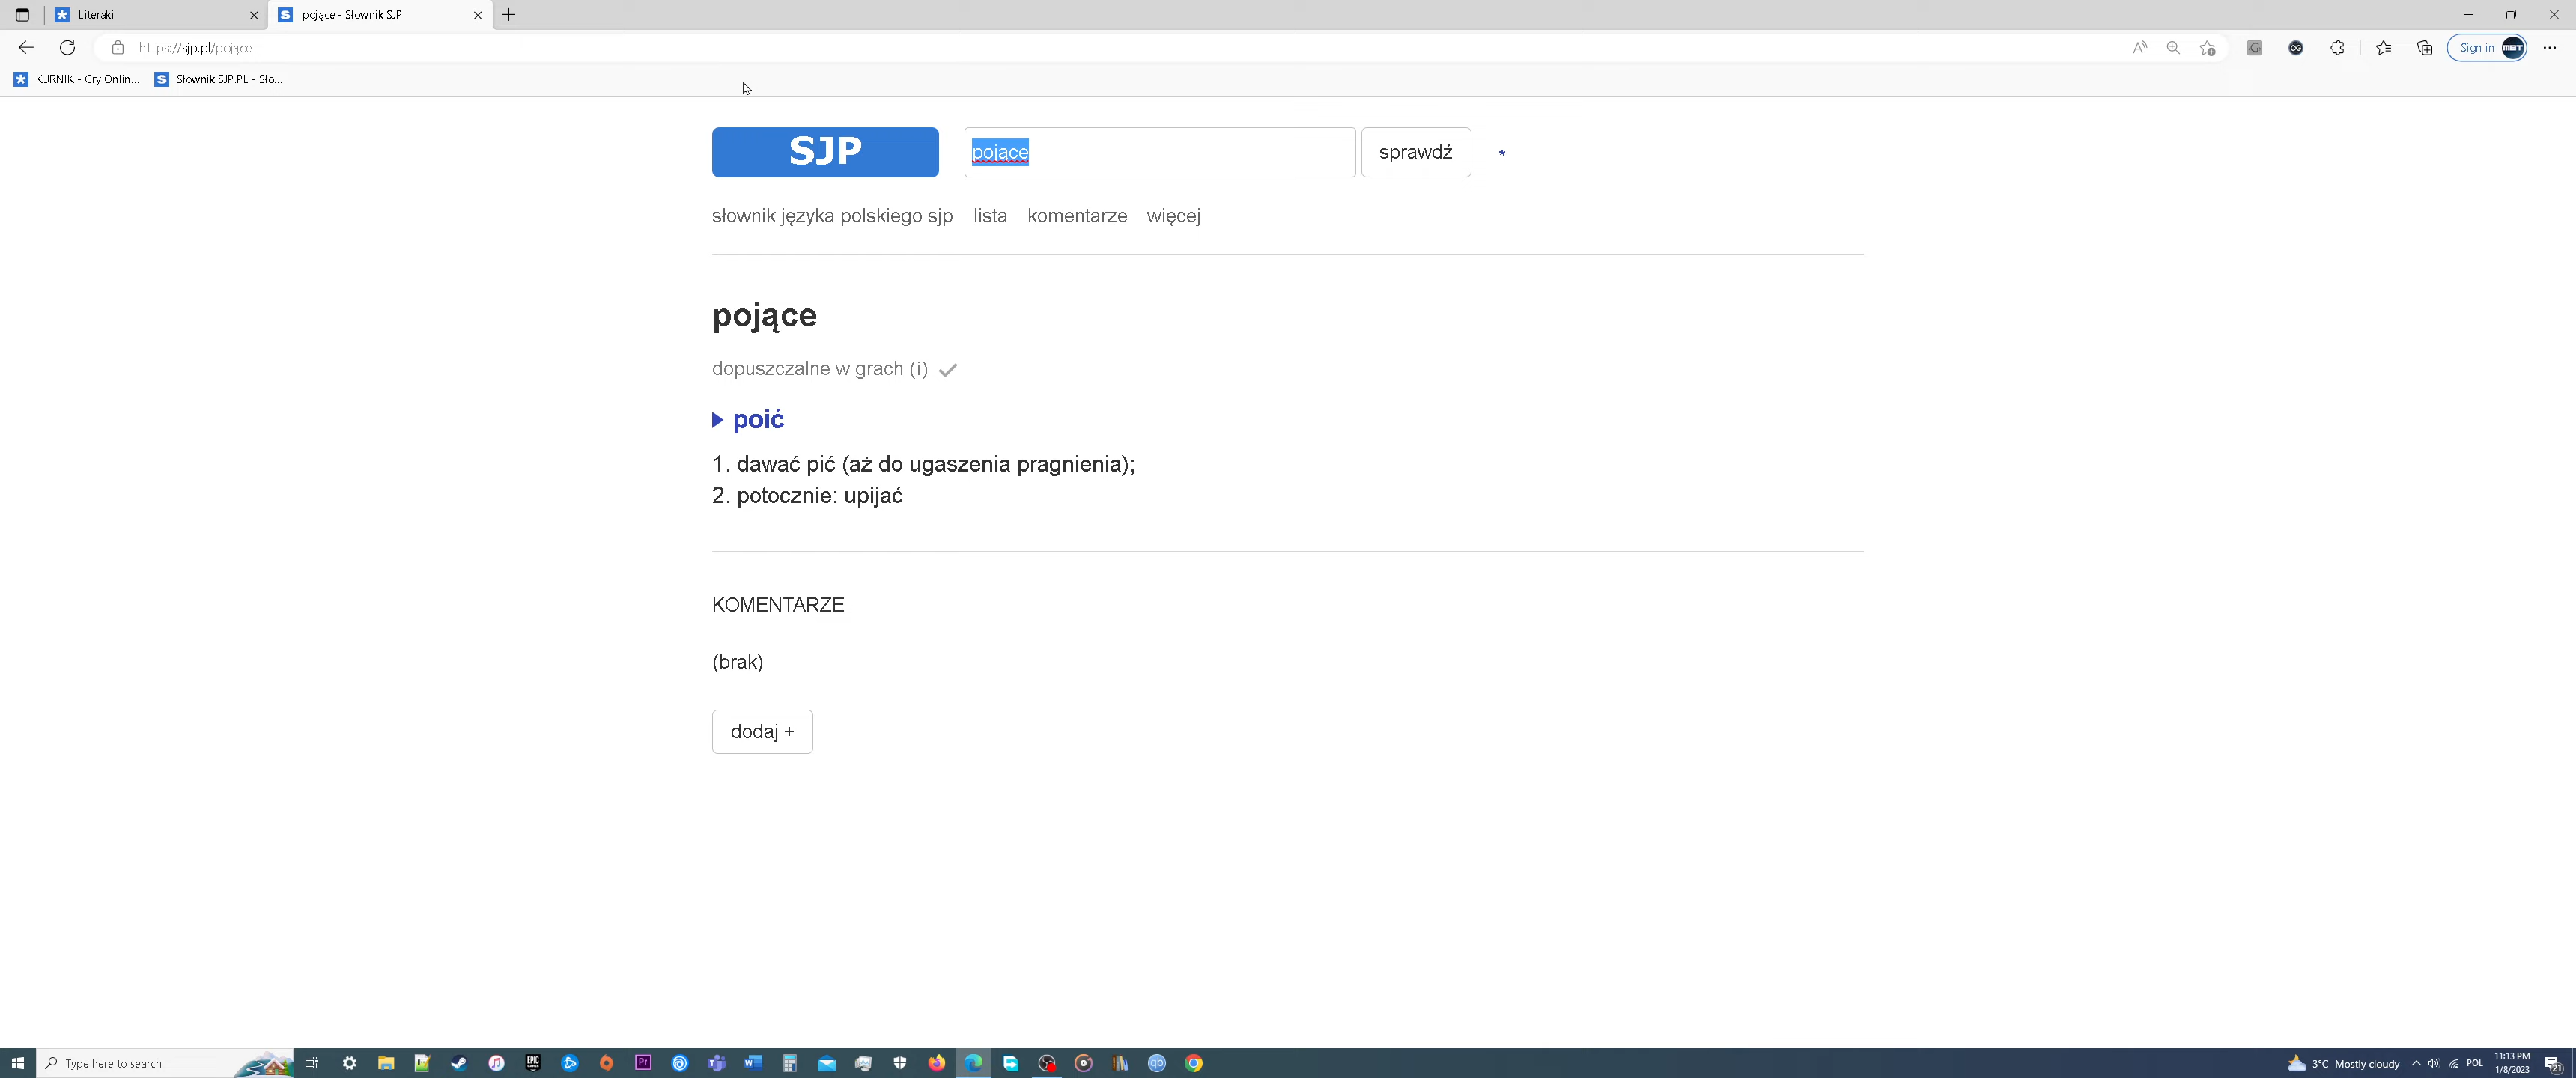 Literaki
pojące - Słownik SJP
https://sjp.pl/pojące
Sign in
KURNIK - Gry Onlin...
Słownik SJP.PL - Sło...
SJP
pojące
sprawdź
*
słownik języka polskiego sjp lista komentarze więcej
pojące
dopuszczalne w grach (i)
poić
1. dawać pić (aż do ugaszenia pragnienia);
2. potocznie: upijać
KOMENTARZE
(brak)
dodaj +
Type here to search
3°C Mostly cloudy
POL
11:13 PM
1/8/2023
21